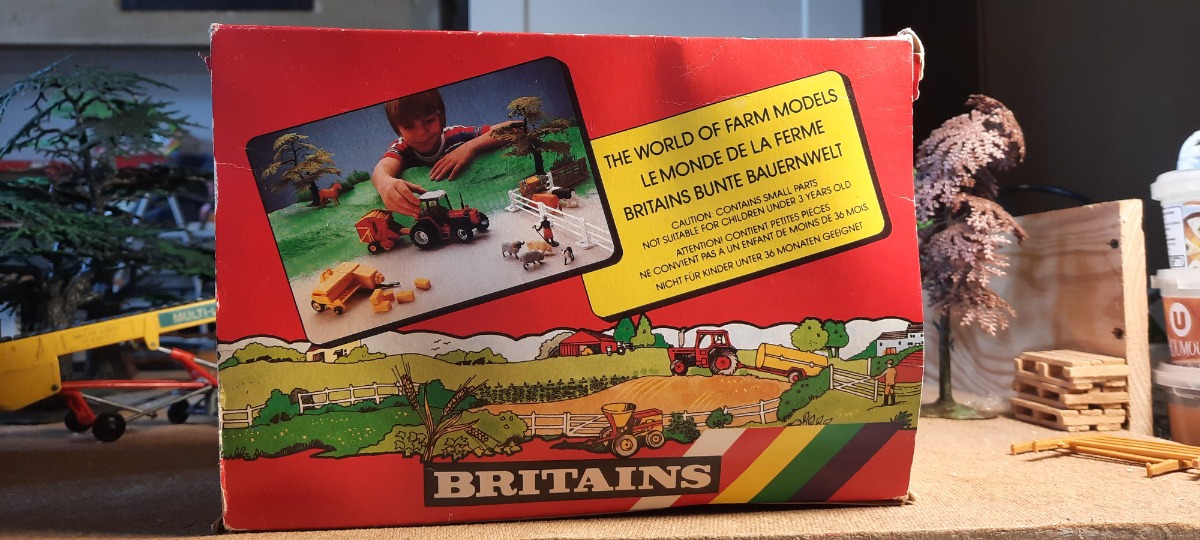 THE WORLD OF FARM MODELS
LE MONDE DE LA FERME
BRITAINS BUNTE BAUERNWELT
CAUTION: CONTAINS SMALL PARTS
NOT SUITABLE FOR CHILDREN UNDER 3 YEARS OLD
ATTENTION! CONTIENT PETITES PIÈCES
NE CONVIENT PAS À UN ENFANT DE MOINS DE 36 MOIS
NICHT FÜR KINDER UNTER 36 MONATEN GEEIGNET
BRITAINS
MULTI-
U